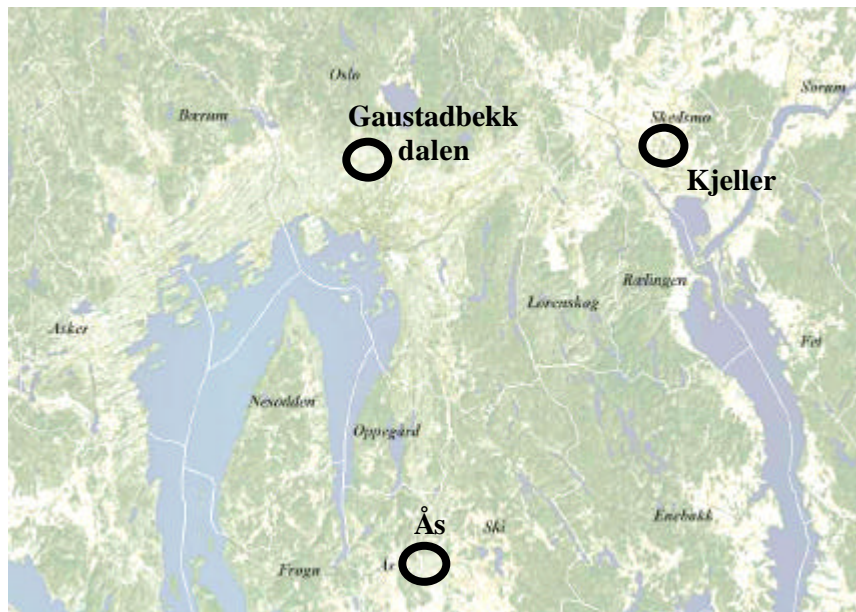 Oslo
Sørum
Bærum
Gaustadbekk
dalen
Skedsmo
Kjeller
Rælingen
Lørenskog
Asker
Fet
Nesodden
Oppegård
Ås
Ski
Enebakk
Frogn
Ås